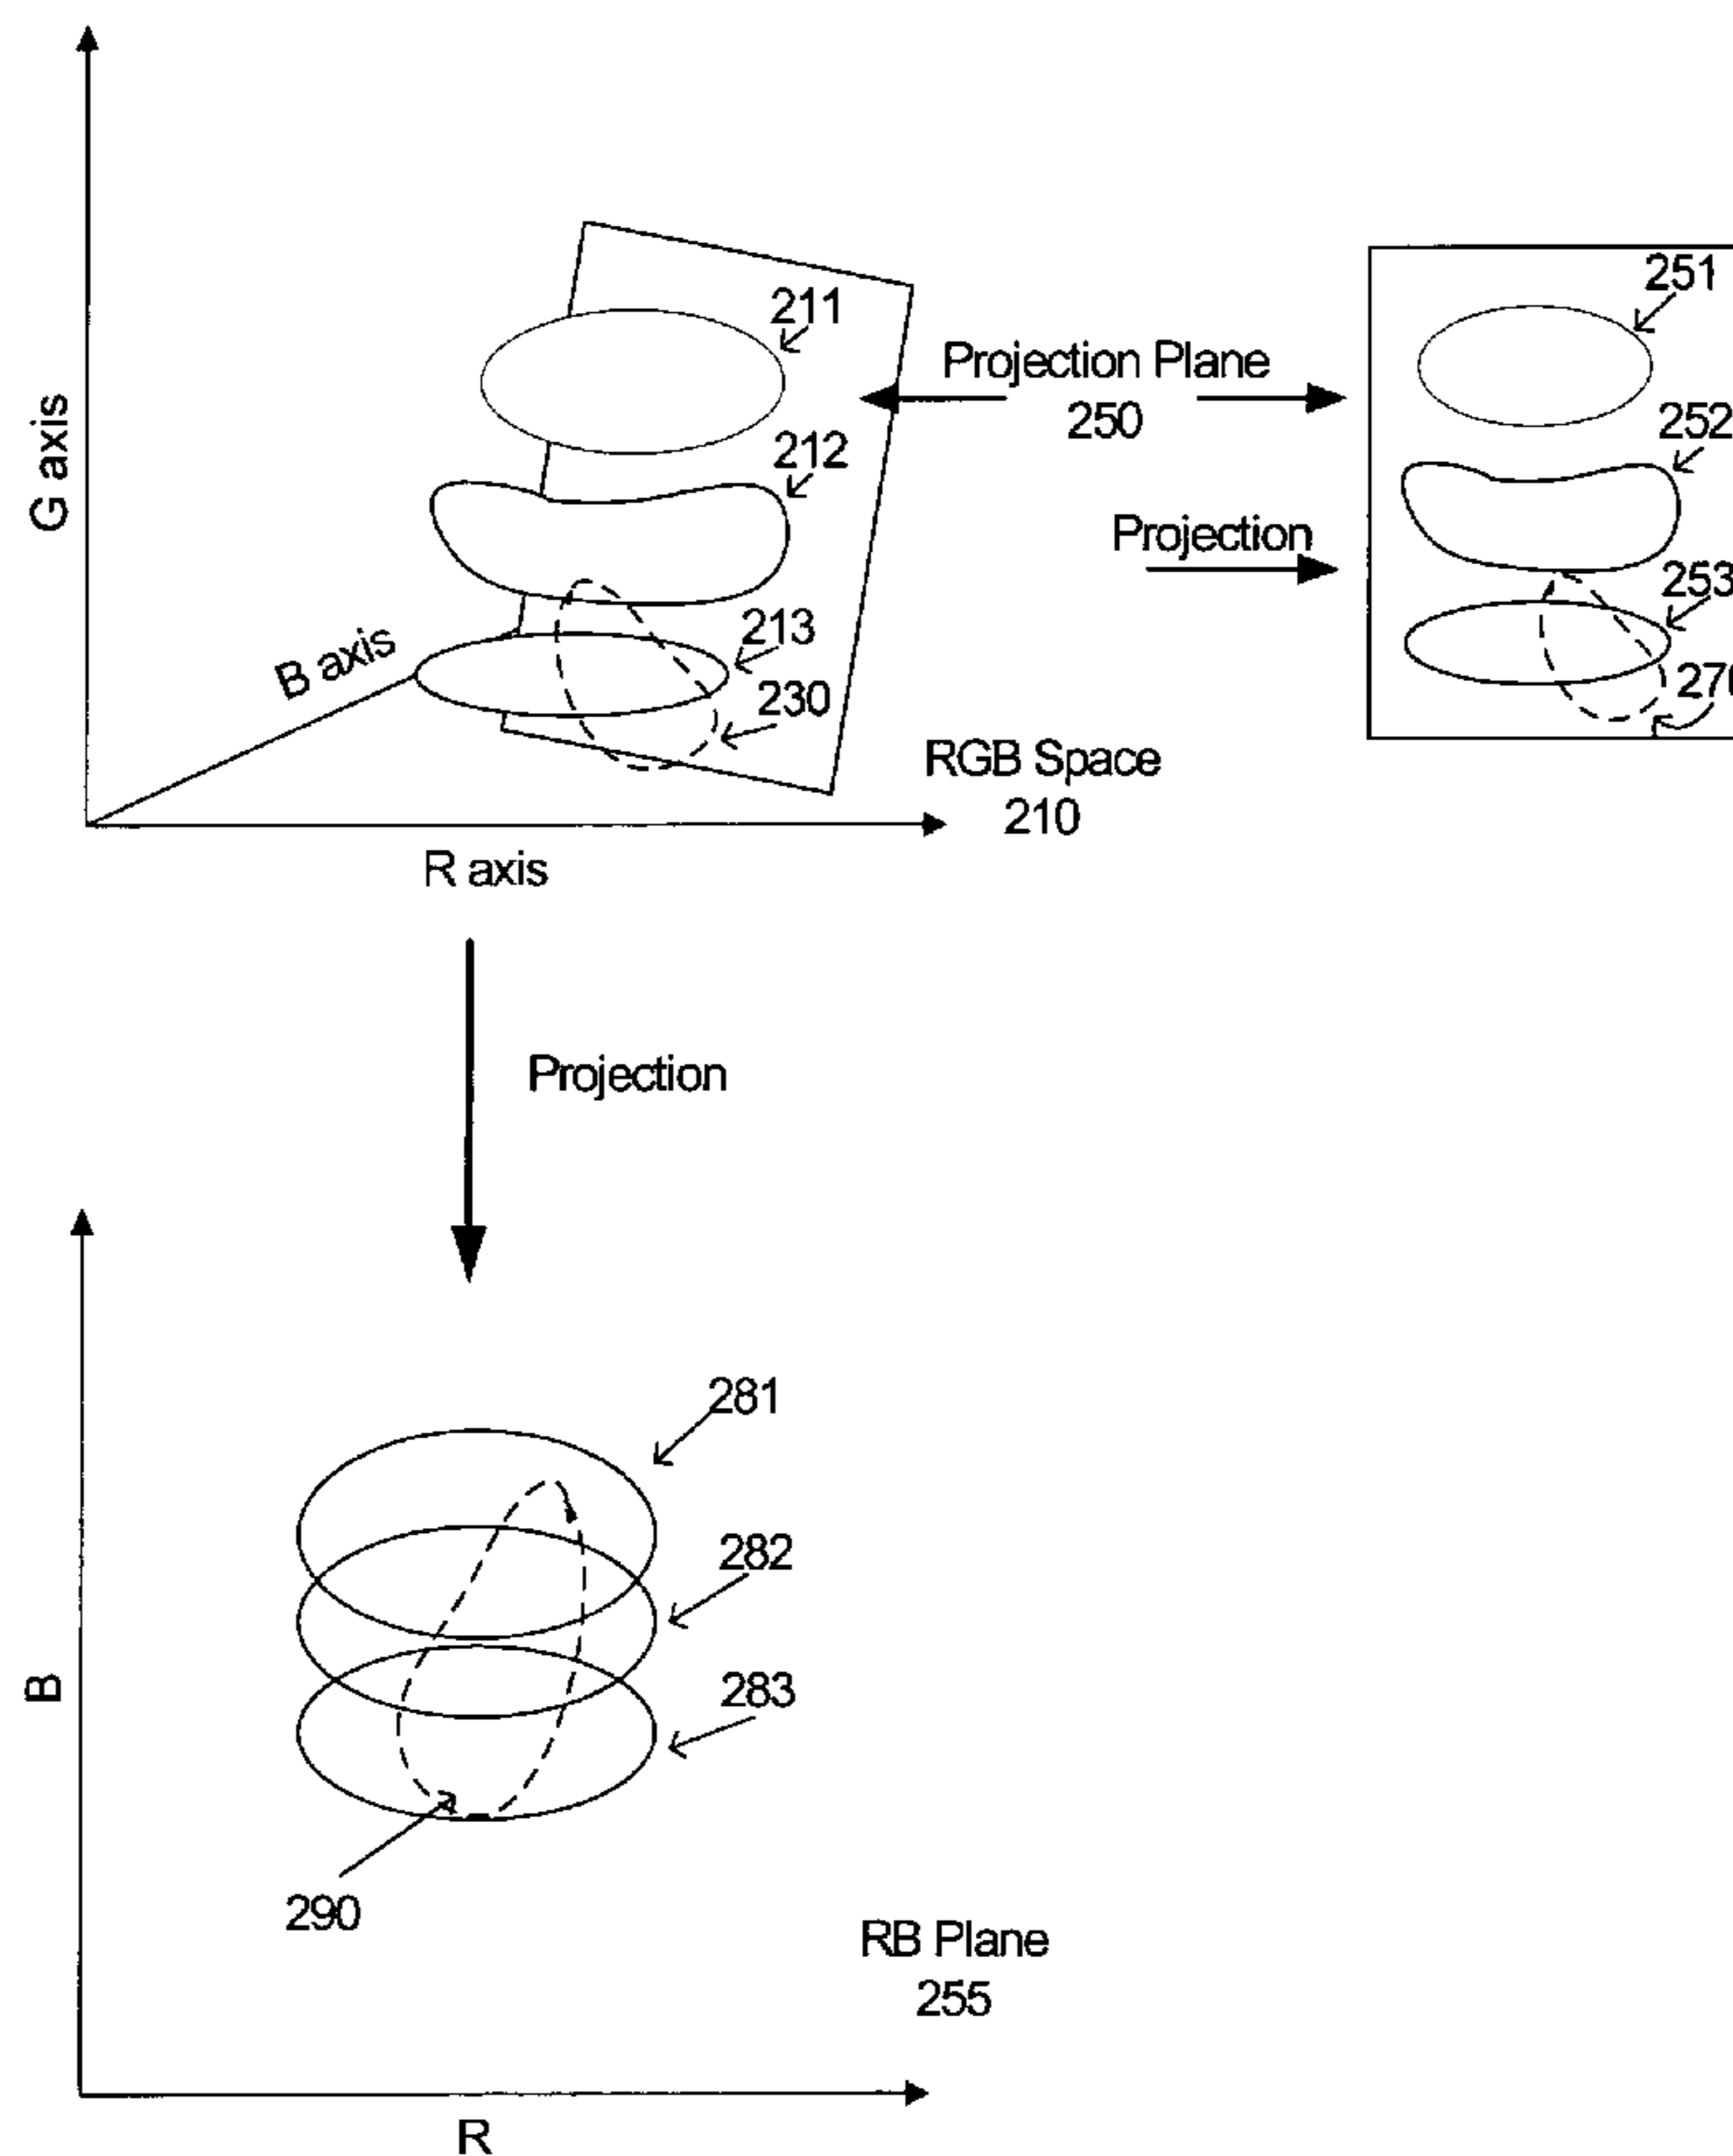 211
251
Projection Plane
250
252
212
G axis
Projection
253
213
B axis
230
RGB Space
210
R axis
Projection
281
282
283
B
290
RB Plane
255
R